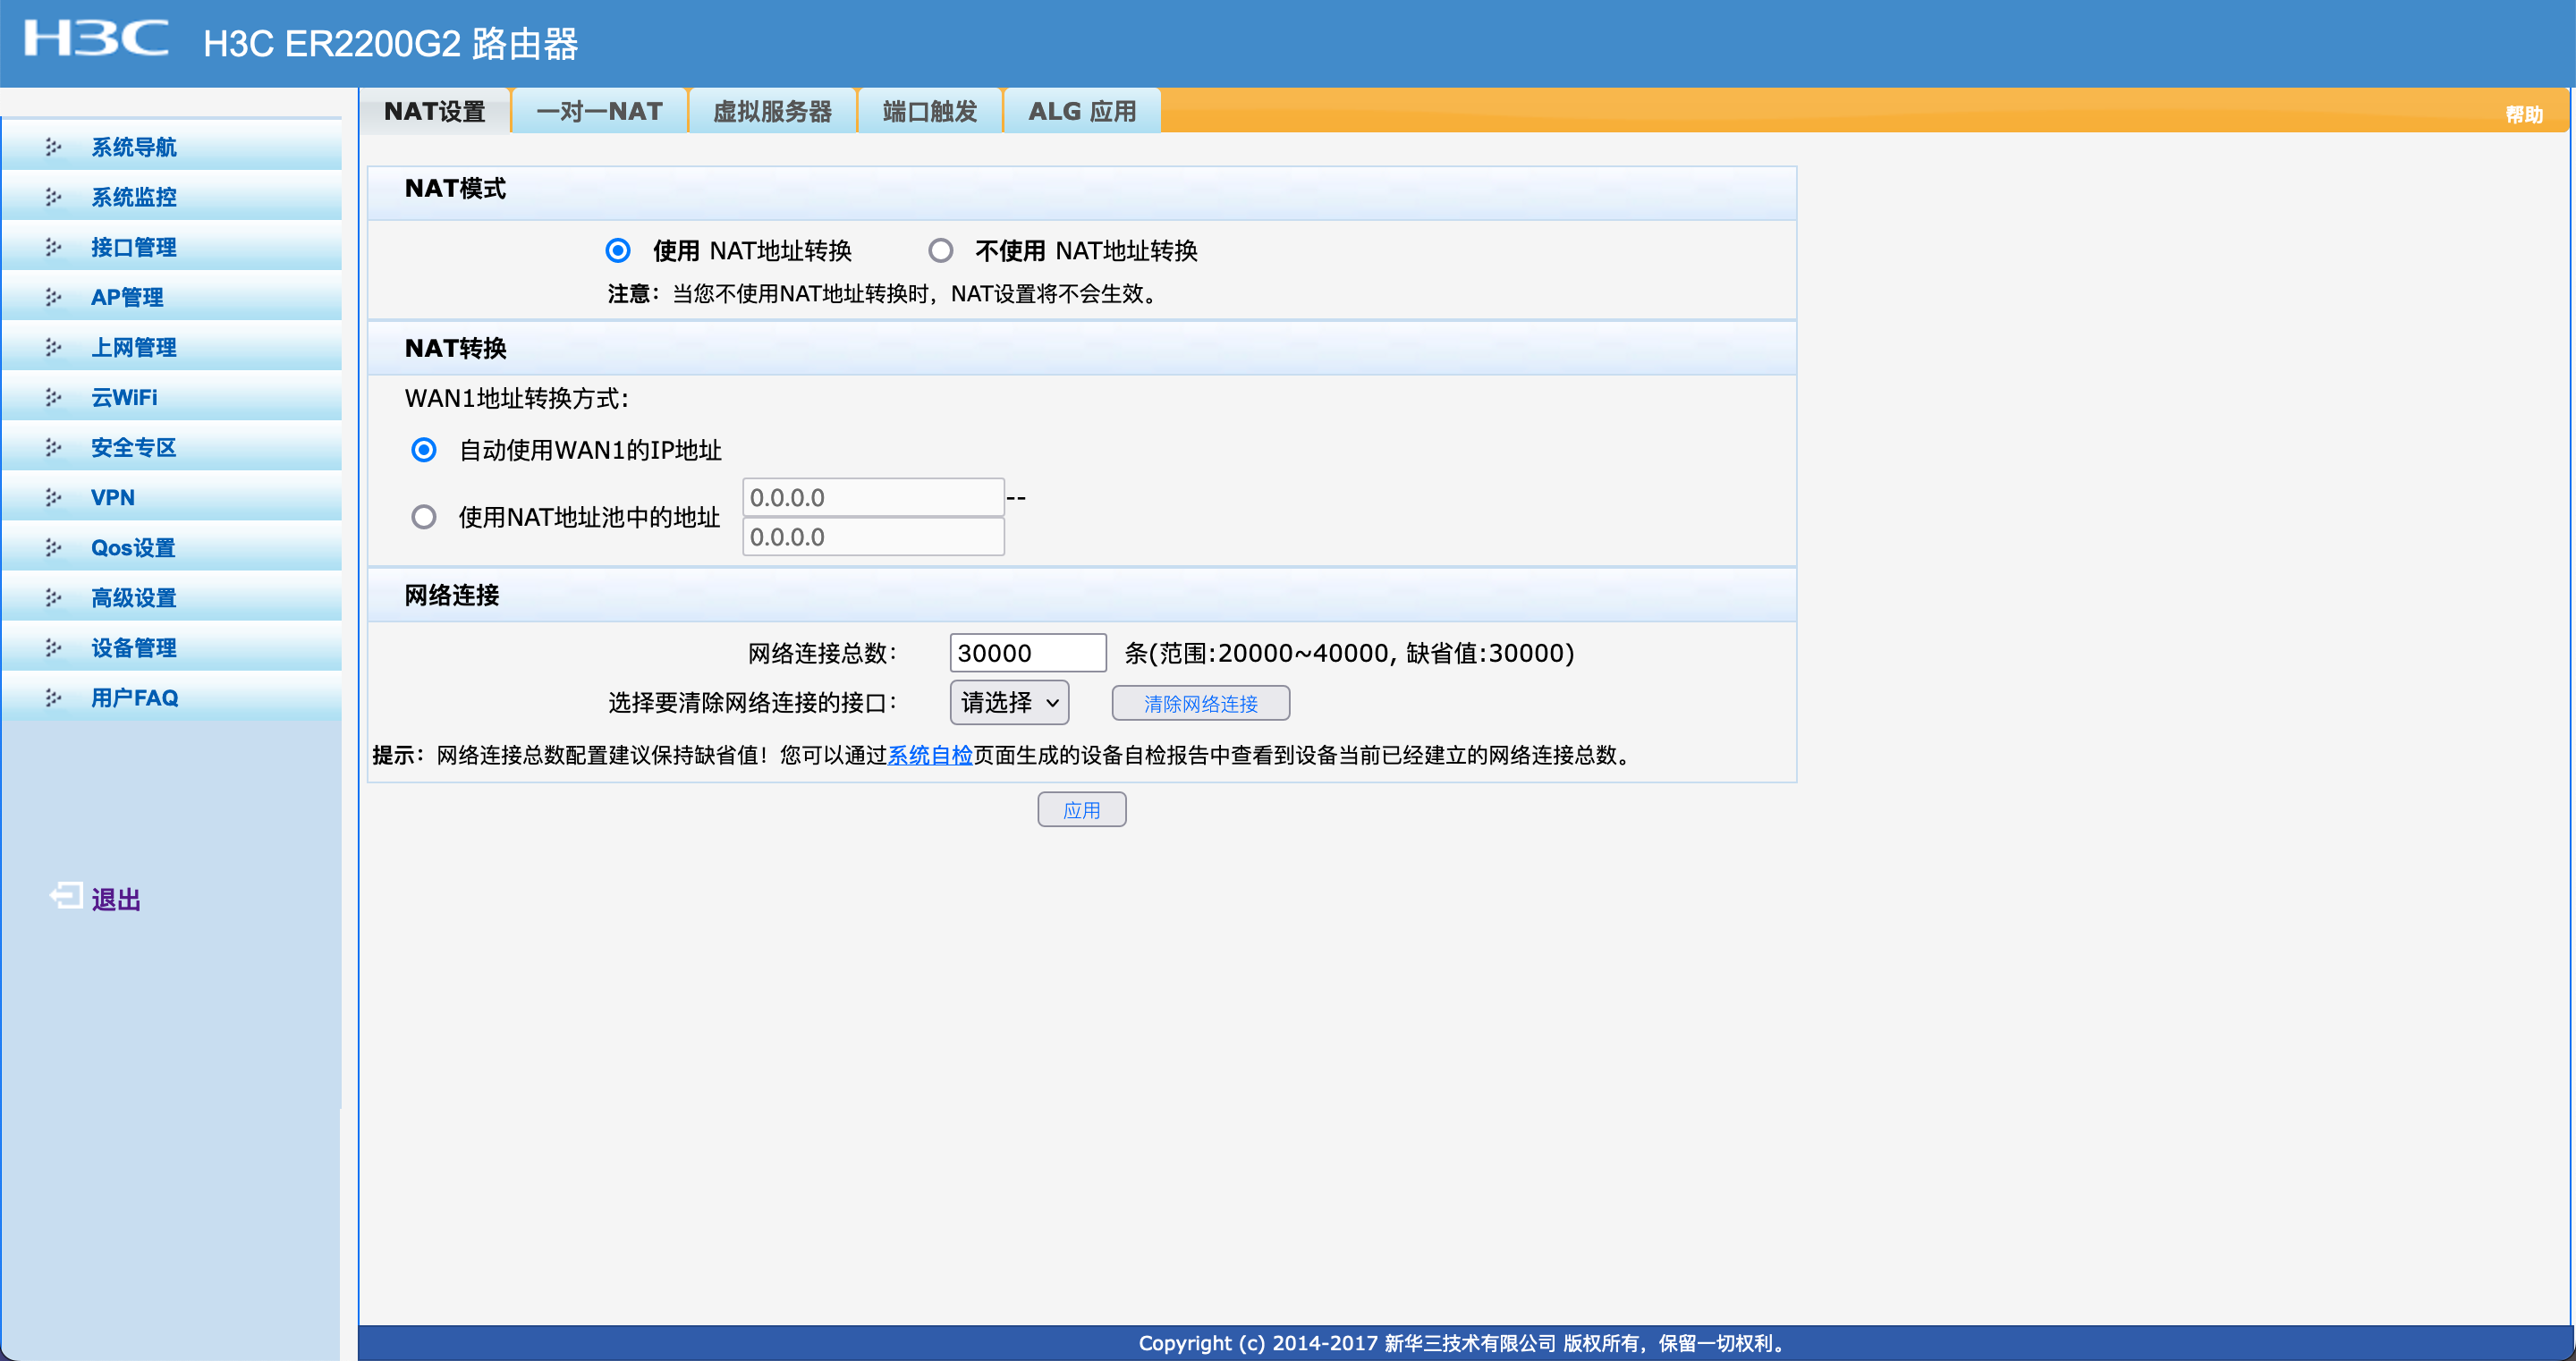 H3C H3C ER2200G2 路由器
NAT设置 一对一NAT 虚拟服务器 端口触发 ALG 应用 帮助
系统导航
系统监控
接口管理
AP管理
上网管理
云WiFi
安全专区
VPN
Qos设置
高级设置
设备管理
用户FAQ
退出
NAT模式
使用 NAT地址转换 不使用 NAT地址转换
注意：当您不使用NAT地址转换时，NAT设置将不会生效。
NAT转换
WAN1地址转换方式：
自动使用WAN1的IP地址
使用NAT地址池中的地址 0.0.0.0--
0.0.0.0
网络连接
网络连接总数： 30000 条(范围:20000~40000, 缺省值:30000)
选择要清除网络连接的接口： 请选择 清除网络连接
提示：网络连接总数配置建议保持缺省值！您可以通过系统自检页面生成的设备自检报告中查看到设备当前已经建立的网络连接总数。
应用
Copyright (c) 2014-2017 新华三技术有限公司 版权所有，保留一切权利。